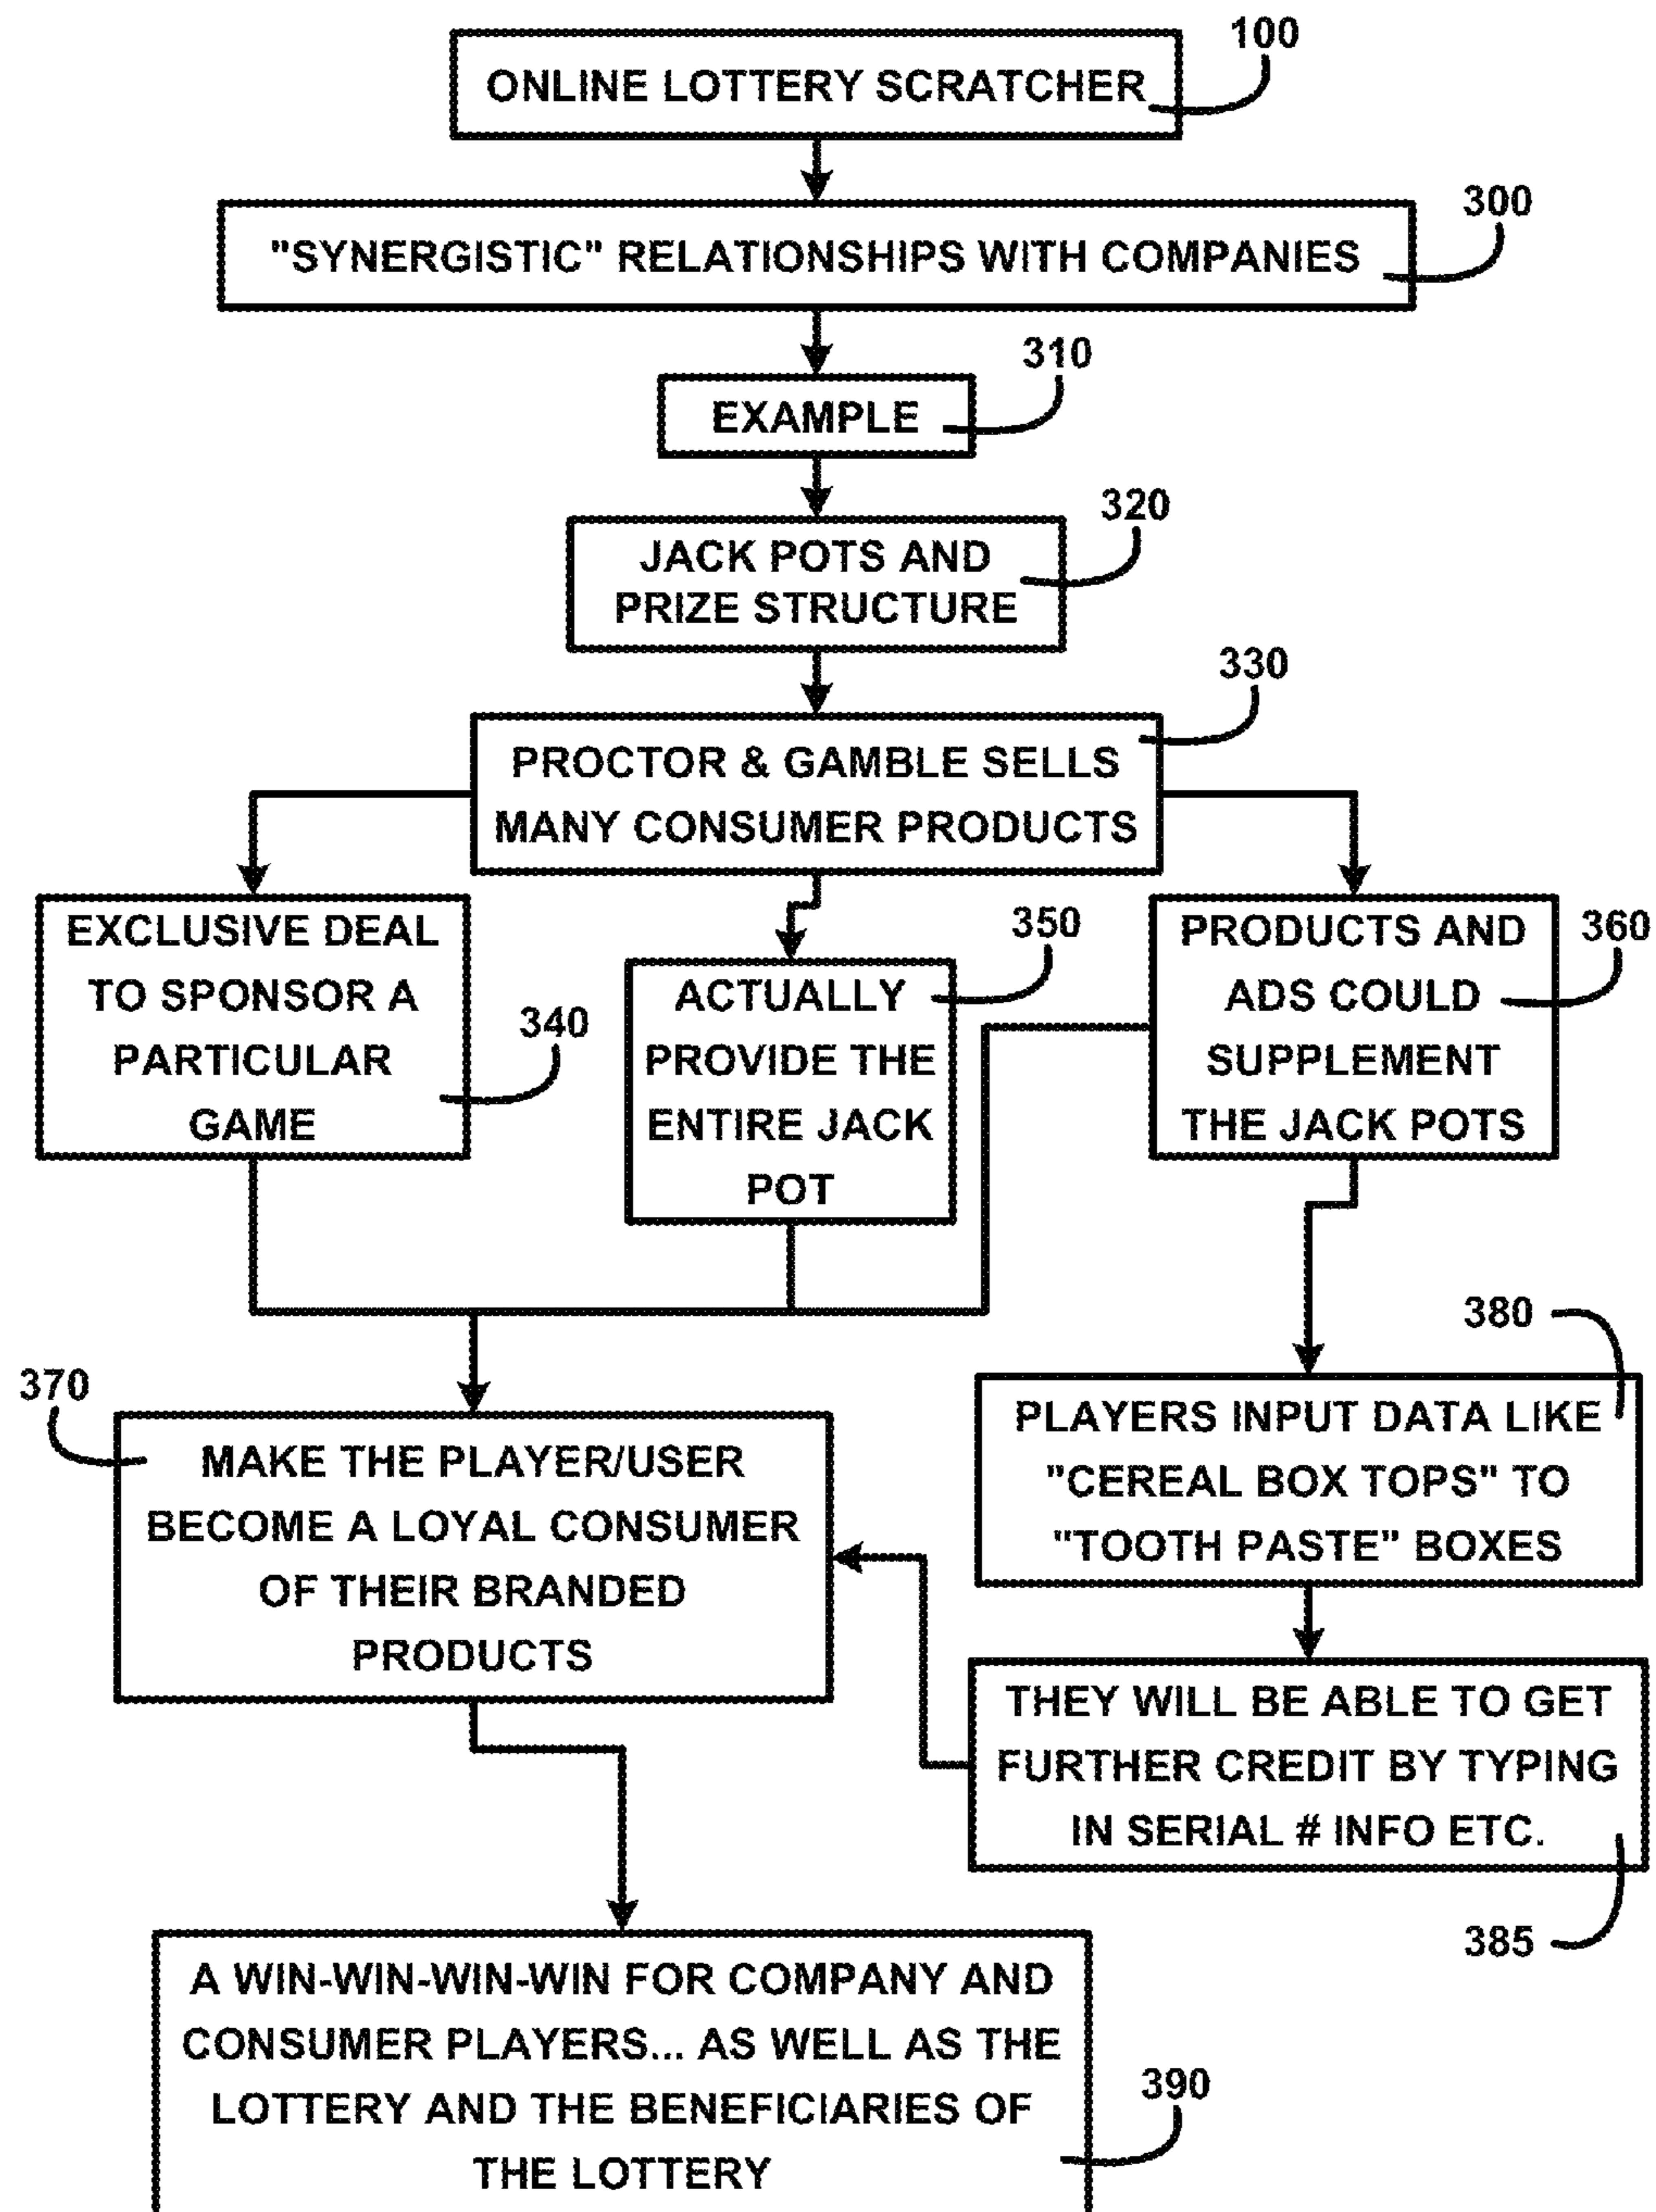 100
ONLINE LOTTERY SCRATCHER
300
"SYNERGISTIC" RELATIONSHIPS WITH COMPANIES
310
EXAMPLE
320
JACK POTS AND
PRIZE STRUCTURE
330
PROCTOR & GAMBLE SELLS
MANY CONSUMER PRODUCTS
EXCLUSIVE DEAL
TO SPONSOR A
PARTICULAR
GAME
340
350
ACTUALLY
PROVIDE THE
ENTIRE JACK
POT
360
PRODUCTS AND
ADS COULD
SUPPLEMENT
THE JACK POTS
370
MAKE THE PLAYER/USER
BECOME A LOYAL CONSUMER
OF THEIR BRANDED
PRODUCTS
380
PLAYERS INPUT DATA LIKE
"CEREAL BOX TOPS" TO
"TOOTH PASTE" BOXES
THEY WILL BE ABLE TO GET
FURTHER CREDIT BY TYPING
IN SERIAL # INFO ETC.
385
A WIN-WIN-WIN-WIN FOR COMPANY AND
CONSUMER PLAYERS... AS WELL AS THE
LOTTERY AND THE BENEFICIARIES OF
THE LOTTERY
390